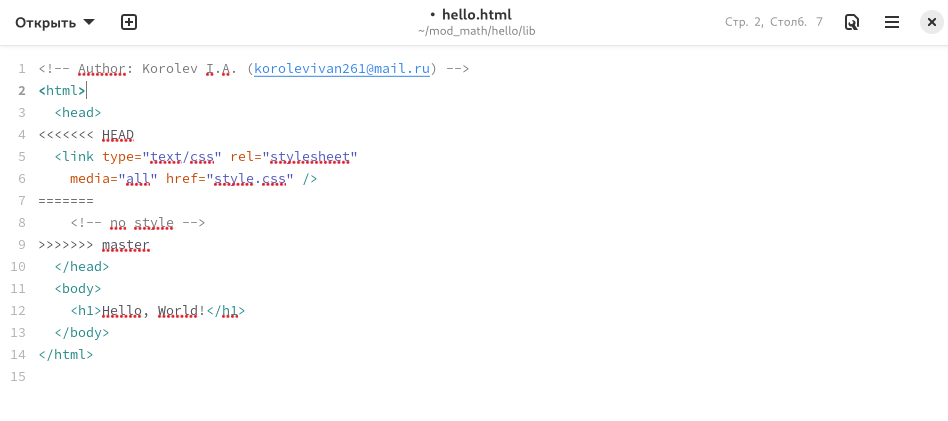 Открыть
• hello.html
~/mod_math/hello/lib
Стр. 2, Столб. 7
1 <!-- Author: Korolev I.A. (korolevivan261@mail.ru) -->
2 <html>
3   <head>
4 <<<<<<< HEAD
5   <link type="text/css" rel="stylesheet"
6     media="all" href="style.css" />
7 =======
8     <!-- no style -->
9 >>>>>>> master
10   </head>
11   <body>
12     <h1>Hello, World!</h1>
13   </body>
14 </html>
15